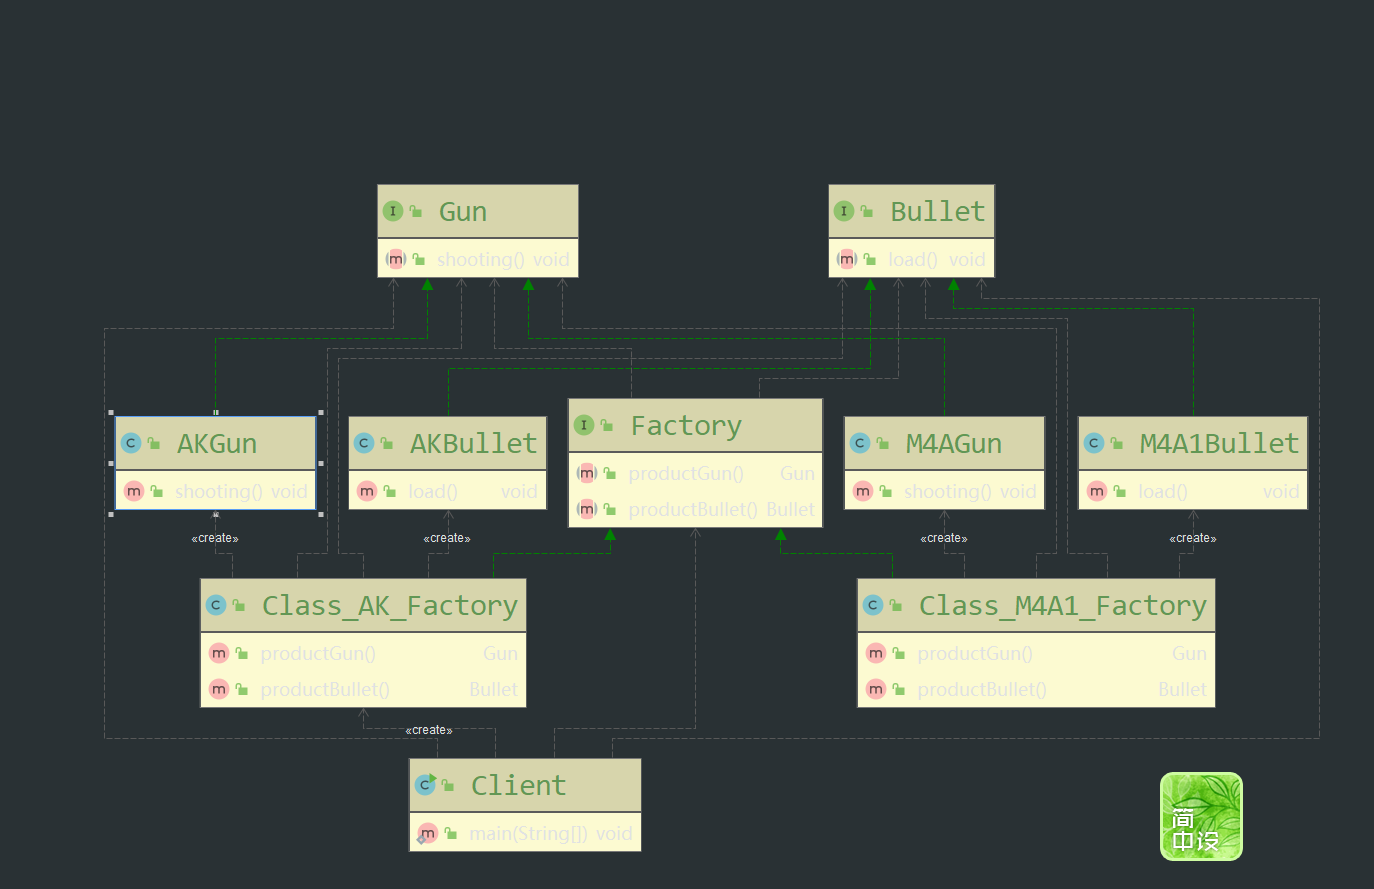 Gun
shooting() void
Bullet
load() void
AKGun
shooting() void
AKBullet
load() void
Factory
productGun() Gun
productBullet() Bullet
M4AGun
shooting() void
M4A1Bullet
load() void
«create»
«create»
«create»
«create»
Class_AK_Factory
productGun() Gun
productBullet() Bullet
Class_M4A1_Factory
productGun() Gun
productBullet() Bullet
«create»
Client
main(String[]) void
简
中设